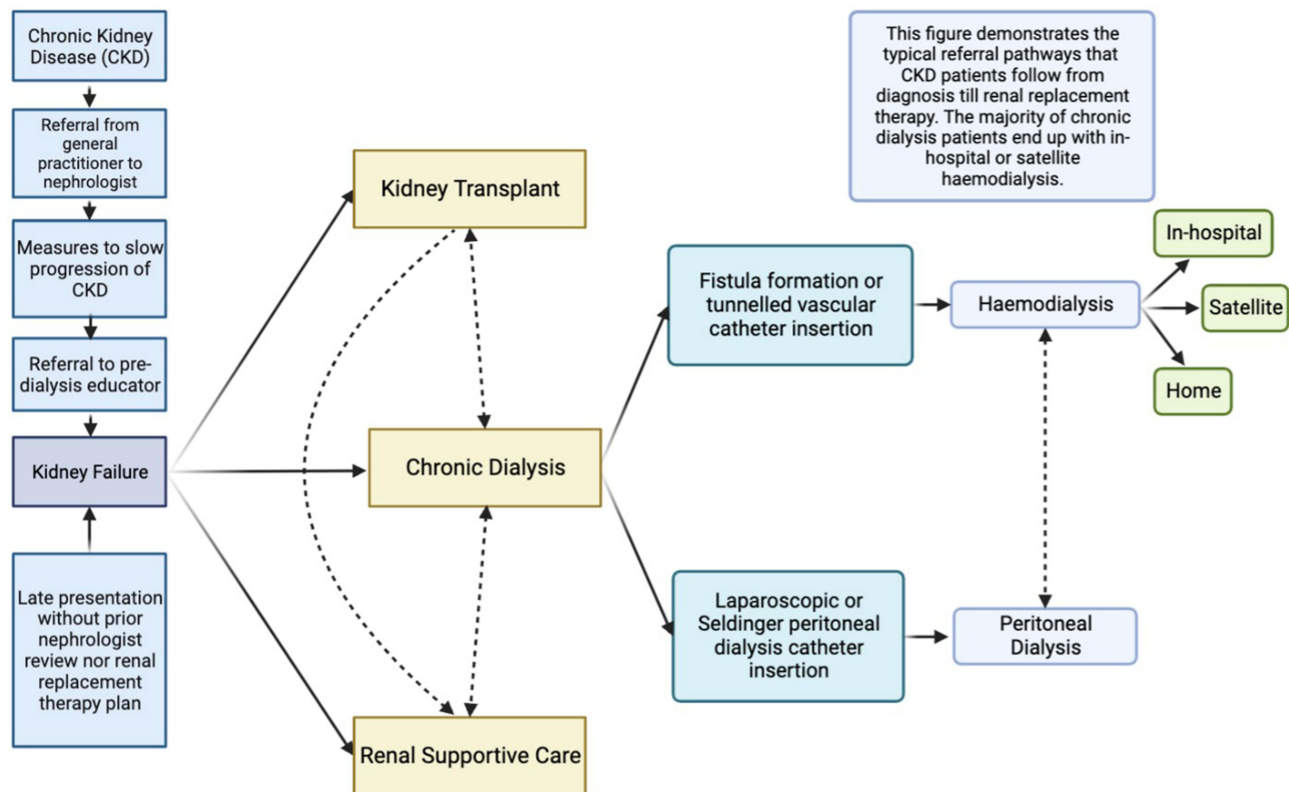 Chronic Kidney
Disease (CKD)
Referral from
general
practitioner to
nephrologist
Measures to slow
progression of
CKD
Referral to pre-
dialysis educator
Kidney Failure
Late presentation
without prior
nephrologist
review nor renal
replacement
therapy plan
Kidney Transplant
Chronic Dialysis
Renal Supportive Care
Fistula formation or
tunnelled vascular
catheter insertion
Laparoscopic or
Seldinger peritoneal
dialysis catheter
insertion
This figure demonstrates the
typical referral pathways that
CKD patients follow from
diagnosis till renal replacement
therapy. The majority of chronic
dialysis patients end up with in-
hospital or satellite
haemodialysis.
Haemodialysis
Peritoneal
Dialysis
In-hospital
Satellite
Home